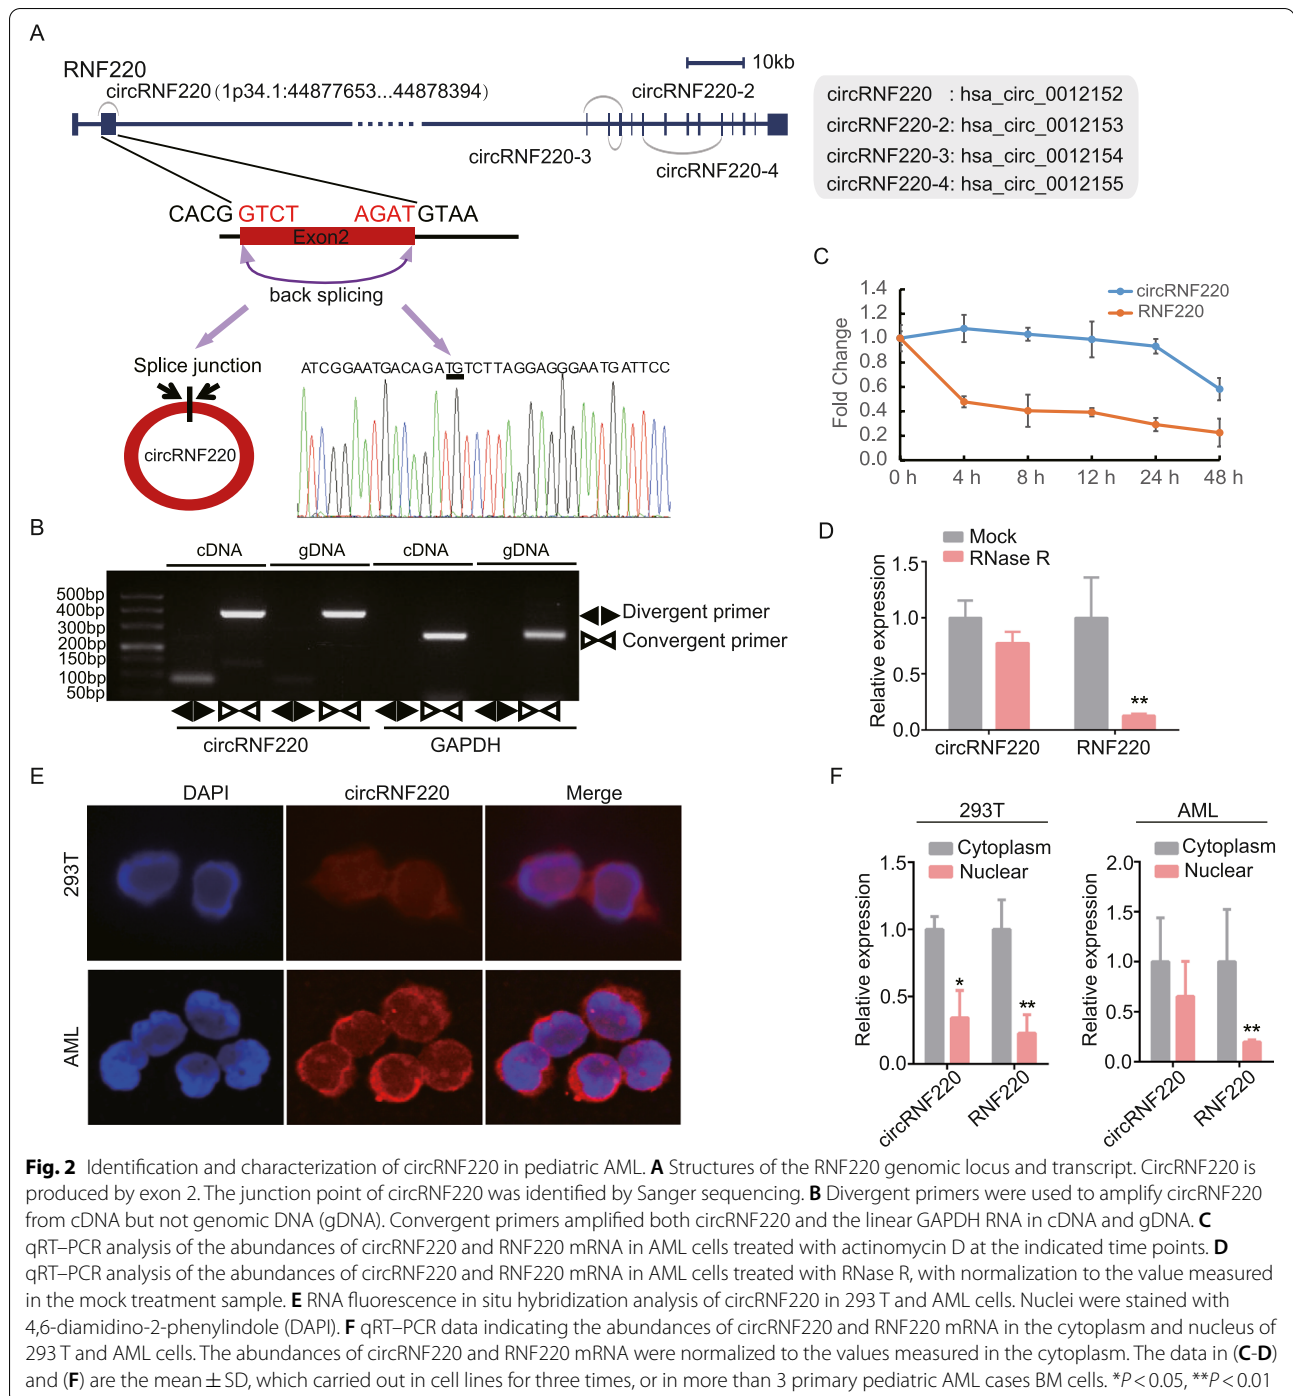 A
RNF220
circRNF220 (1p34.1:44877653...44878394)
10kb
circRNF220-2
circRNF220-3
circRNF220-4
circRNF220 : hsa_circ_0012152
circRNF220-2: hsa_circ_0012153
circRNF220-3: hsa_circ_0012154
circRNF220-4: hsa_circ_0012155
CACG GTCT AGAT GTAA
Exon2
back splicing
Splice junction
circRNF220
ATCGGAATGACAGATGTCTTAGGAGGGAATGATTCC
B
cDNA gDNA cDNA gDNA
500bp
400bp
300bp
200bp
150bp
100bp
50bp
Divergent primer
Convergent primer
circRNF220 GAPDH
C
Fold Change
1.4
1.2
1.0
0.8
0.6
0.4
0.2
0.0
circRNF220
RNF220
0 h 4 h 8 h 12 h 24 h 48 h
D
Mock
RNase R
Relative expression
1.5
1.0
0.5
0.0
**
circRNF220 RNF220
E
DAPI circRNF220 Merge
293T
AML
F
293T
Cytoplasm
Nuclear
Relative expression
1.5
1.0
0.5
0.0
*
**
circRNF220
RNF220
AML
Cytoplasm
Nuclear
Relative expression
2.0
1.5
1.0
0.5
0.0
**
circRNF220
RNF220
Fig. 2 Identification and characterization of circRNF220 in pediatric AML. A Structures of the RNF220 genomic locus and transcript. CircRNF220 is
produced by exon 2. The junction point of circRNF220 was identified by Sanger sequencing. B Divergent primers were used to amplify circRNF220
from cDNA but not genomic DNA (gDNA). Convergent primers amplified both circRNF220 and the linear GAPDH RNA in cDNA and gDNA. C
qRT–PCR analysis of the abundances of circRNF220 and RNF220 mRNA in AML cells treated with actinomycin D at the indicated time points. D
qRT–PCR analysis of the abundances of circRNF220 and RNF220 mRNA in AML cells treated with RNase R, with normalization to the value measured
in the mock treatment sample. E RNA fluorescence in situ hybridization analysis of circRNF220 in 293 T and AML cells. Nuclei were stained with
4,6-diamidino-2-phenylindole (DAPI). F qRT–PCR data indicating the abundances of circRNF220 and RNF220 mRNA in the cytoplasm and nucleus of
293 T and AML cells. The abundances of circRNF220 and RNF220 mRNA were normalized to the values measured in the cytoplasm. The data in (C-D)
and (F) are the mean ± SD, which carried out in cell lines for three times, or in more than 3 primary pediatric AML cases BM cells. *P < 0.05, **P < 0.01